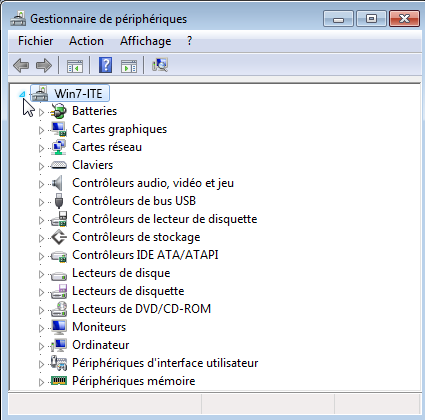 Gestionnaire de périphériques
Fichier Action Affichage ?
Win7-ITE
Batteries
Cartes graphiques
Cartes réseau
Claviers
Contrôleurs audio, vidéo et jeu
Contrôleurs de bus USB
Contrôleurs de lecteur de disquette
Contrôleurs de stockage
Contrôleurs IDE ATA/ATAPI
Lecteurs de disque
Lecteurs de disquette
Lecteurs de DVD/CD-ROM
Moniteurs
Ordinateur
Périphériques d'interface utilisateur
Périphériques mémoire